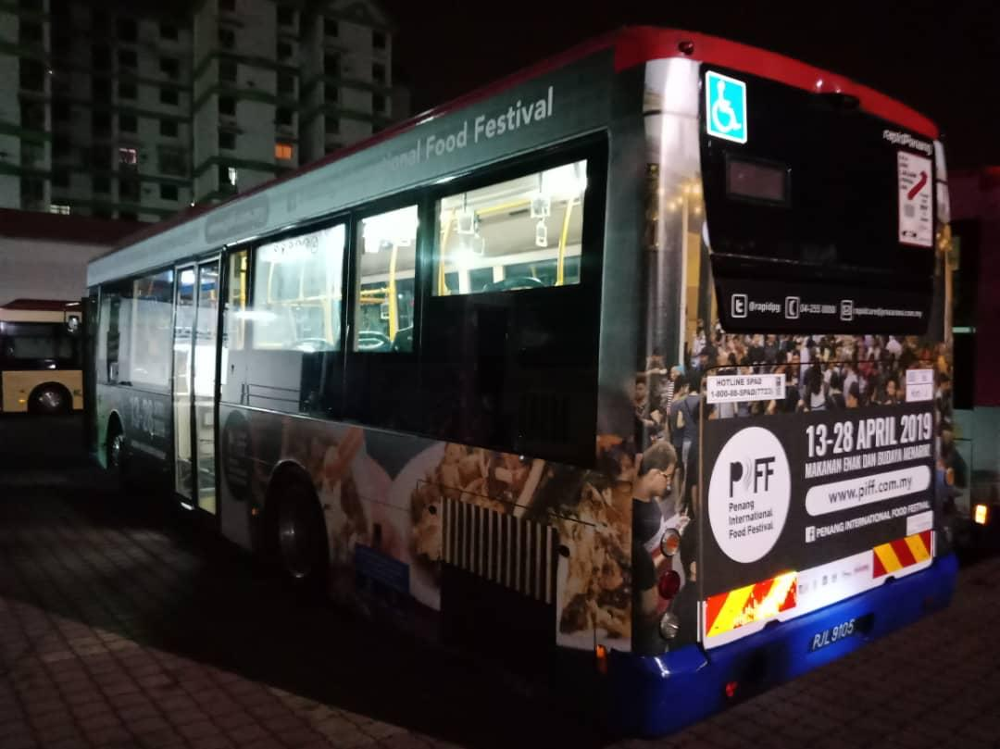 onal Food Festival
rapidPenang
@rapidpg
04-255 8888
rapidcare@prasarana.com.my
HOTLINE SPAD
1-800-88-SPAD(7723)
PIFF
Penang
International
Food Festival
13-28 APRIL 2019
MAKANAN ENAK DAN BUDAYA MENARIK
www.piff.com.my
PENANG INTERNATIONAL FOOD FESTIVAL
PJL 9105